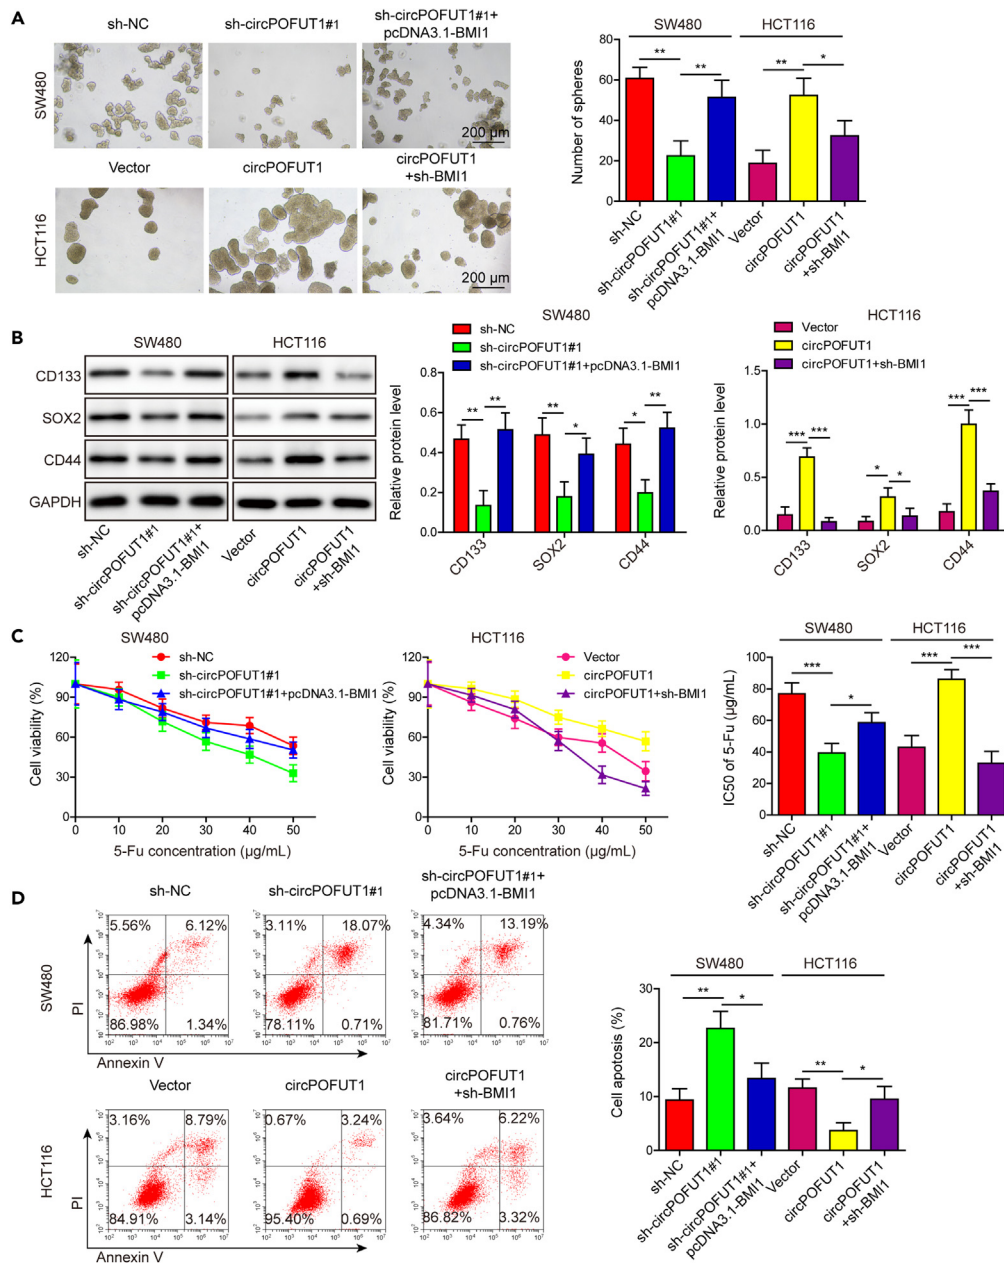 A
sh-NC
sh-circPOFUT1#1
sh-circPOFUT1#1+
pcDNA3.1-BMI1
SW480
200 µm
Vector
circPOFUT1
circPOFUT1
+sh-BMI1
HCT116
200 µm
SW480
HCT116
Number of spheres
80
60
40
20
0
**
**
**
*
sh-NC
sh-circPOFUT1#1
sh-circPOFUT1#1+
pcDNA3.1-BMI1
Vector
circPOFUT1
circPOFUT1
+sh-BMI1
B
SW480
HCT116
CD133
SOX2
CD44
GAPDH
sh-NC
sh-circPOFUT1#1
sh-circPOFUT1#1+
pcDNA3.1-BMI1
Vector
circPOFUT1
circPOFUT1
+sh-BMI1
SW480
sh-NC
sh-circPOFUT1#1
sh-circPOFUT1#1+pcDNA3.1-BMI1
Relative protein level
0.8
0.6
0.4
0.2
0.0
**
**
**
*
*
**
CD133
SOX2
CD44
HCT116
Vector
circPOFUT1
circPOFUT1+sh-BMI1
Relative protein level
1.5
1.0
0.5
0.0
***
***
*
*
***
***
CD133
SOX2
CD44
C
SW480
sh-NC
sh-circPOFUT1#1
sh-circPOFUT1#1+pcDNA3.1-BMI1
Cell viability (%)
120
90
60
30
0
0
10
20
30
40
50
5-Fu concentration (µg/mL)
HCT116
Vector
circPOFUT1
circPOFUT1+sh-BMI1
Cell viability (%)
120
90
60
30
0
0
10
20
30
40
50
5-Fu concentration (µg/mL)
SW480
HCT116
IC50 of 5-Fu (µg/mL)
100
80
60
40
20
0
***
*
***
***
sh-NC
sh-circPOFUT1#1
sh-circPOFUT1#1+
pcDNA3.1-BMI1
Vector
circPOFUT1
circPOFUT1
+sh-BMI1
D
sh-NC
sh-circPOFUT1#1
sh-circPOFUT1#1+
pcDNA3.1-BMI1
SW480
PI
5.56%
6.12%
86.98%
1.34%
3.11%
18.07%
78.11%
0.71%
4.34%
13.19%
81.71%
0.76%
Annexin V
Vector
circPOFUT1
circPOFUT1
+sh-BMI1
HCT116
PI
3.16%
8.79%
84.91%
3.14%
0.67%
3.24%
95.40%
0.69%
3.64%
6.22%
86.82%
3.32%
Annexin V
SW480
HCT116
Cell apotosis (%)
30
20
10
0
**
*
**
*
sh-NC
sh-circPOFUT1#1
sh-circPOFUT1#1+
pcDNA3.1-BMI1
Vector
circPOFUT1
circPOFUT1
+sh-BMI1